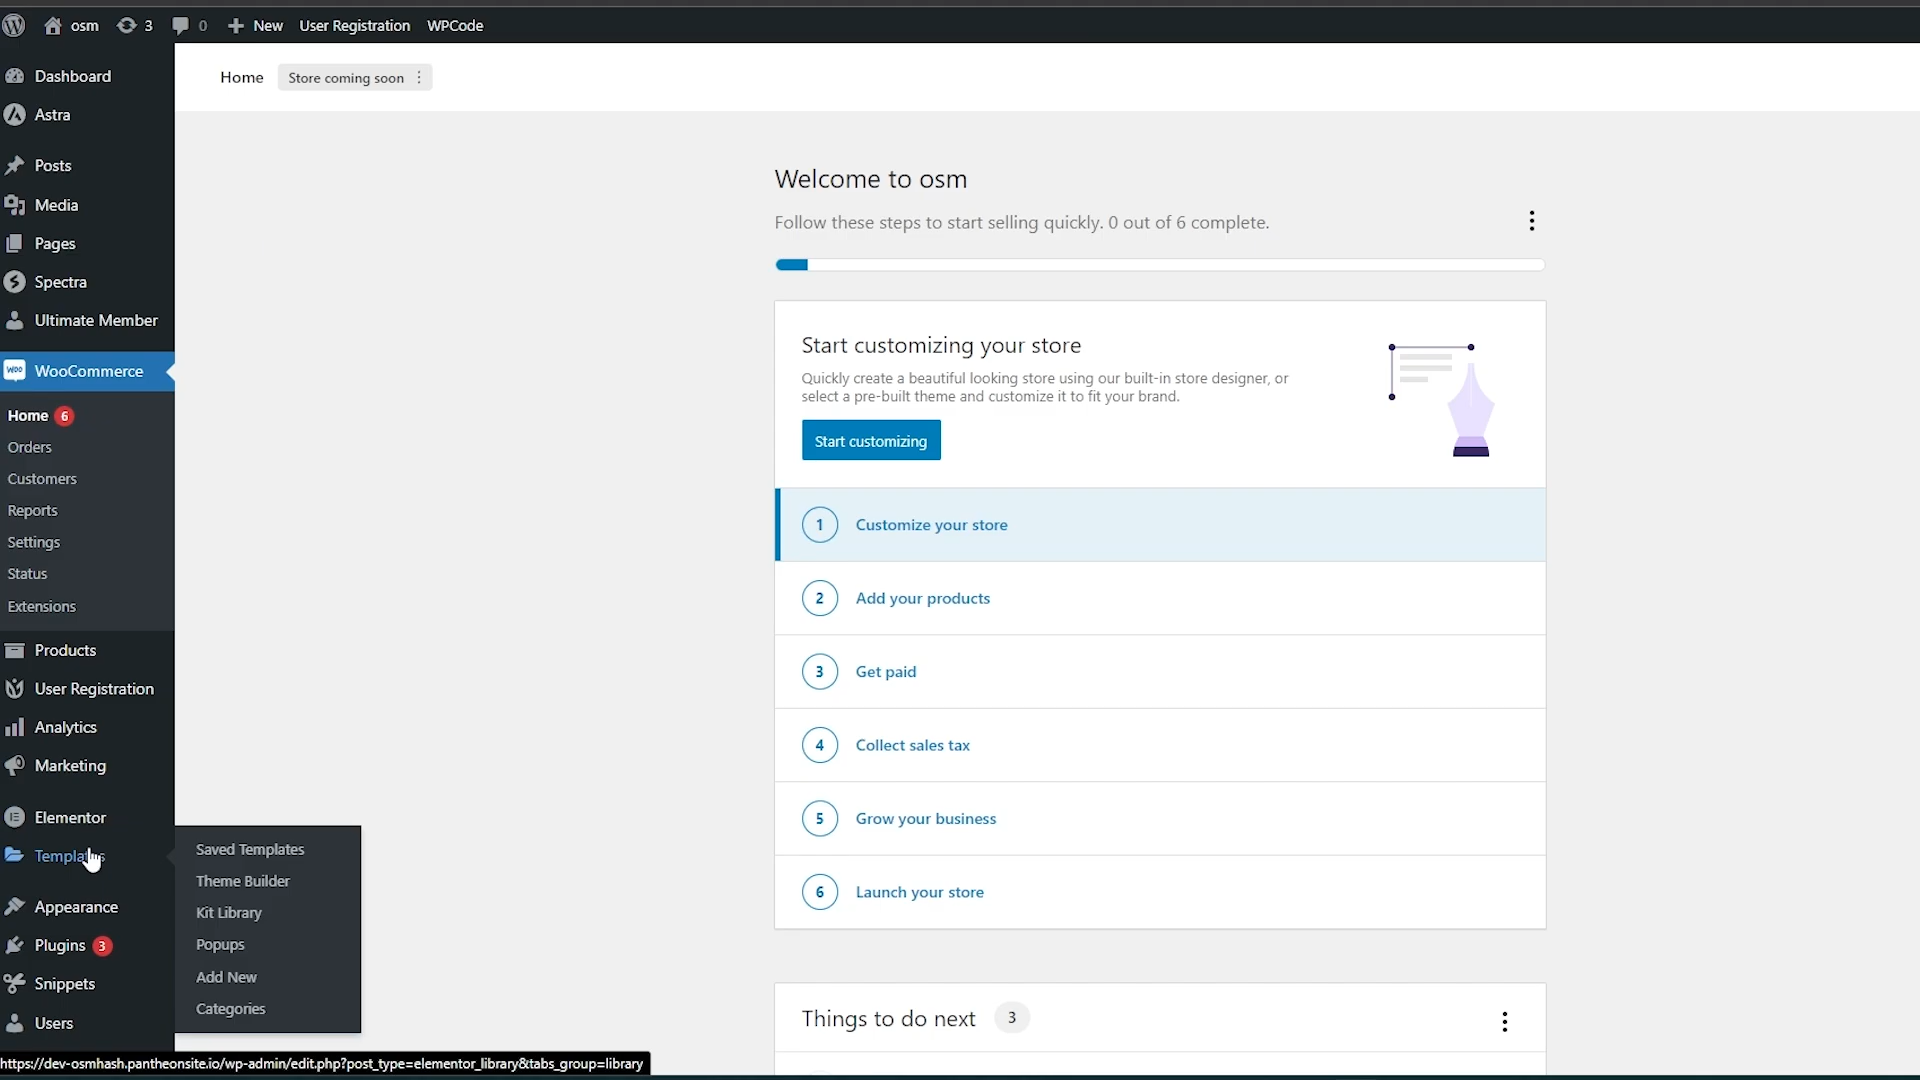 osm 3 0 New User Registration WPCode
Dashboard
Astra
Posts
Media
Pages
Spectra
Ultimate Member
WOO WooCommerce
Home 6
Orders
Customers
Reports
Settings
Status
Extensions
Products
User Registration
Analytics
Marketing
Elementor
Templates
Appearance
Plugins 3
Snippets
Users
Saved Templates
Theme Builder
Kit Library
Popups
Add New
Categories
Home Store coming soon
Welcome to osm
Follow these steps to start selling quickly. 0 out of 6 complete.
Start customizing your store
Quickly create a beautiful looking store using our built-in store designer, or
select a pre-built theme and customize it to fit your brand.
Start customizing
1 Customize your store
2 Add your products
3 Get paid
4 Collect sales tax
5 Grow your business
6 Launch your store
Things to do next 3
https://dev-osmhash.pantheonsite.io/wp-admin/edit.php?post_type=elementor_library&tabs_group=library